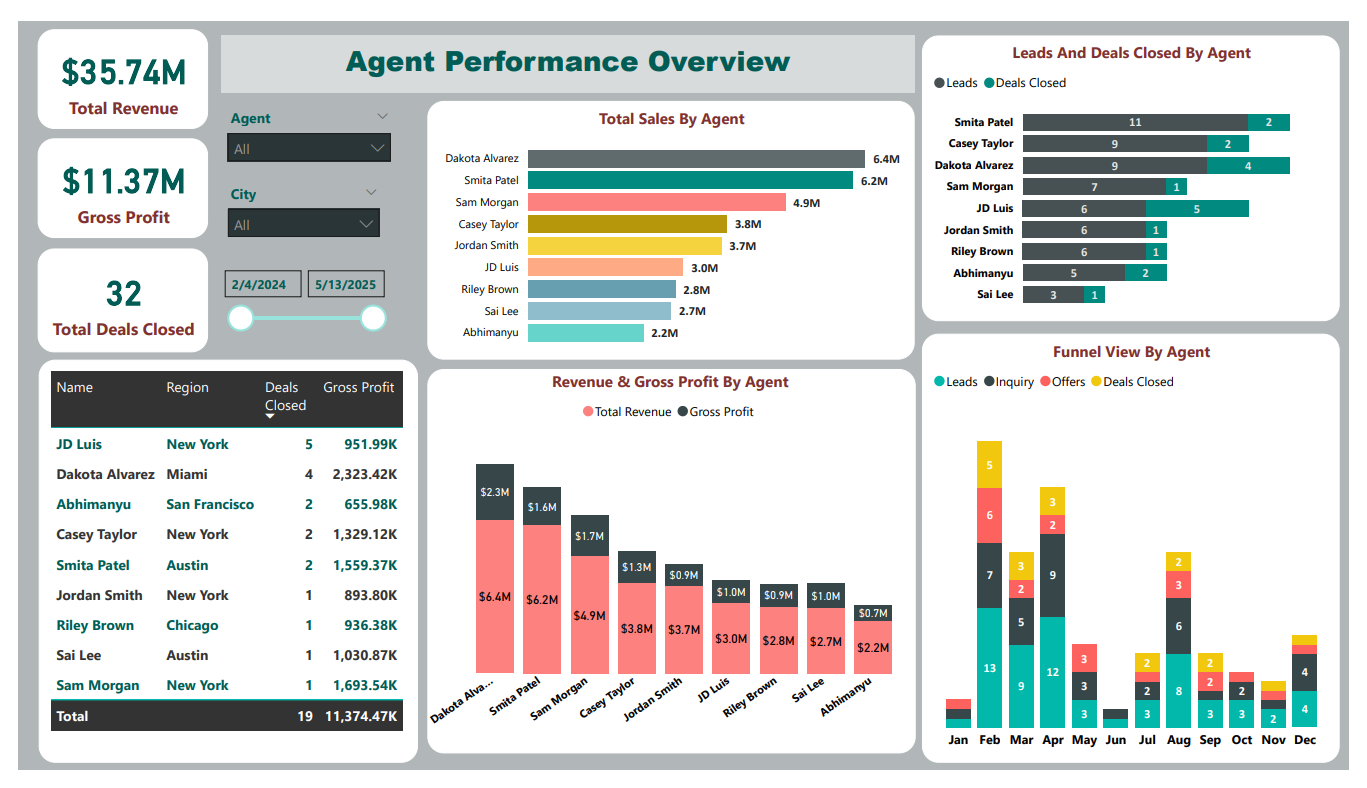 $35.74M
Total Revenue
$11.37M
Gross Profit
32
Total Deals Closed
Agent Performance Overview
Agent
All
City
All
2/4/2024 5/13/2025
Total Sales By Agent
Dakota Alvarez 6.4M
Smita Patel 6.2M
Sam Morgan 4.9M
Casey Taylor 3.8M
Jordan Smith 3.7M
JD Luis 3.0M
Riley Brown 2.8M
Sai Lee 2.7M
Abhimanyu 2.2M
Leads And Deals Closed By Agent
Leads Deals Closed
Smita Patel 11 2
Casey Taylor 9 2
Dakota Alvarez 9 4
Sam Morgan 7 1
JD Luis 6 5
Jordan Smith 6 1
Riley Brown 6 1
Abhimanyu 5 2
Sai Lee 3 1
Name Region Deals Closed Gross Profit
JD Luis New York 5 951.99K
Dakota Alvarez Miami 4 2,323.42K
Abhimanyu San Francisco 2 655.98K
Casey Taylor New York 2 1,329.12K
Smita Patel Austin 2 1,559.37K
Jordan Smith New York 1 893.80K
Riley Brown Chicago 1 936.38K
Sai Lee Austin 1 1,030.87K
Sam Morgan New York 1 1,693.54K
Total 19 11,374.47K
Revenue & Gross Profit By Agent
Total Revenue Gross Profit
$2.3M $1.6M $1.7M $1.3M $0.9M $1.0M $0.9M $1.0M $0.7M
$6.4M $6.2M $4.9M $3.8M $3.7M $3.0M $2.8M $2.7M $2.2M
Dakota Alva... Smita Patel Sam Morgan Casey Taylor Jordan Smith JD Luis Riley Brown Sai Lee Abhimanyu
Funnel View By Agent
Leads Inquiry Offers Deals Closed
5 3 3 2 2 2
6 2 2 3 3 2
7 5 9 3 2 6 2 4
13 9 12 3 3 8 3 3 2 4
Jan Feb Mar Apr May Jun Jul Aug Sep Oct Nov Dec